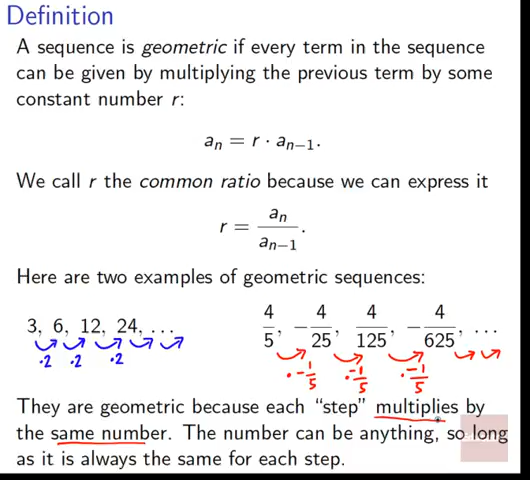 Definition
A sequence is geometric if every term in the sequence
can be given by multiplying the previous term by some
constant number r:
aₙ = r · aₙ₋₁.
We call r the common ratio because we can express it
r = aₙ / aₙ₋₁.
Here are two examples of geometric sequences:
3, 6, 12, 24, ... 4/5, −4/25, 4/125, −4/625, ...
·2 ·2 ·2 ·−1/5 ·−1/5 ·−1/5
They are geometric because each “step” multiplies by
the same number. The number can be anything, so long
as it is always the same for each step.